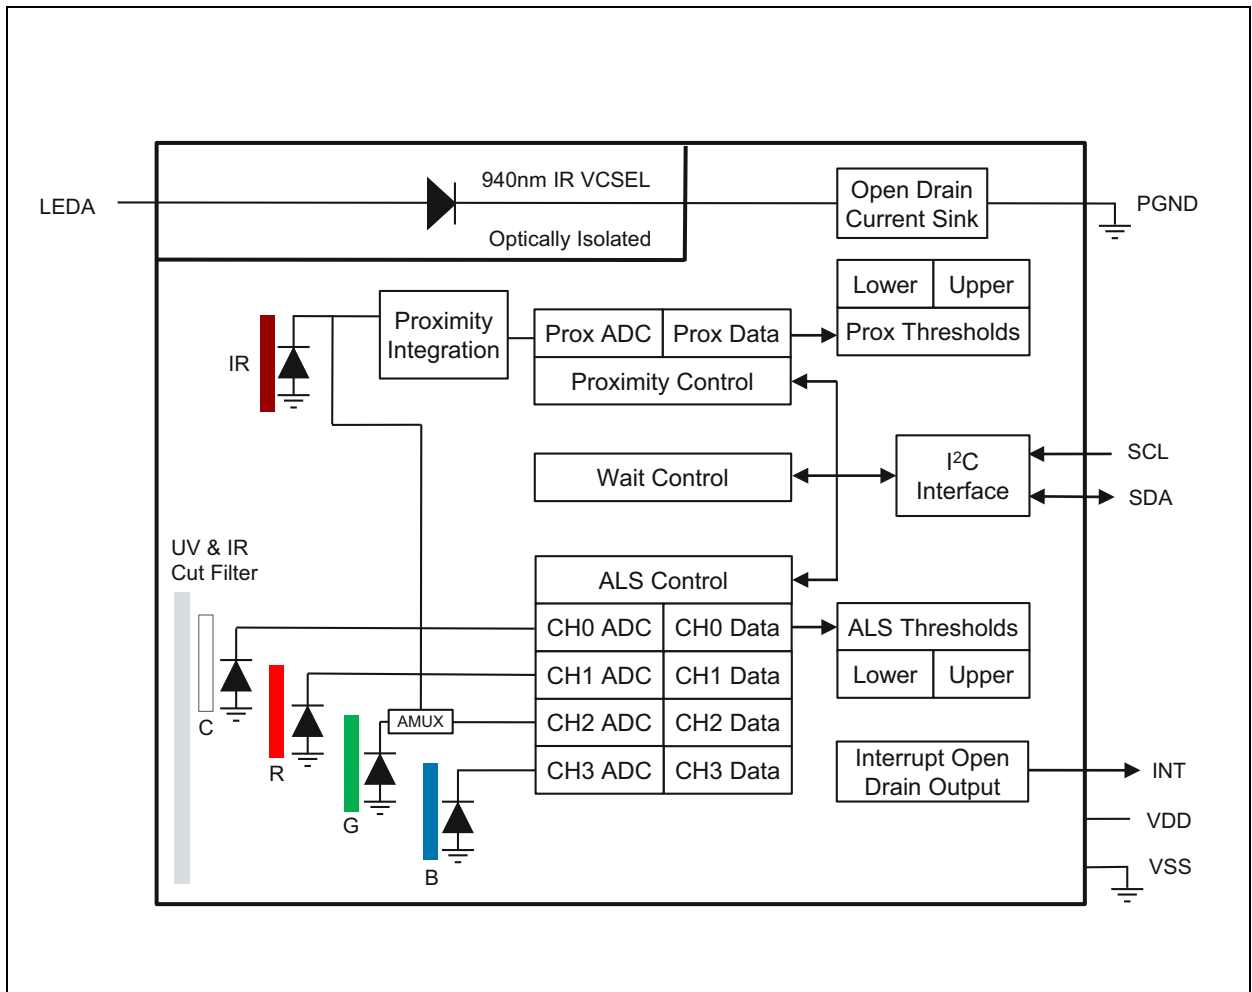 940nm IR VCSEL
LEDA
Optically Isolated
Open Drain
Current Sink
PGND
Lower
Upper
Prox Thresholds
IR
Proximity
Integration
Prox ADC
Prox Data
Proximity Control
Wait Control
I²C
Interface
SCL
SDA
UV & IR
Cut Filter
C
R
G
B
AMUX
ALS Control
CH0 ADC
CH0 Data
CH1 ADC
CH1 Data
CH2 ADC
CH2 Data
CH3 ADC
CH3 Data
ALS Thresholds
Lower
Upper
Interrupt Open
Drain Output
INT
VDD
VSS